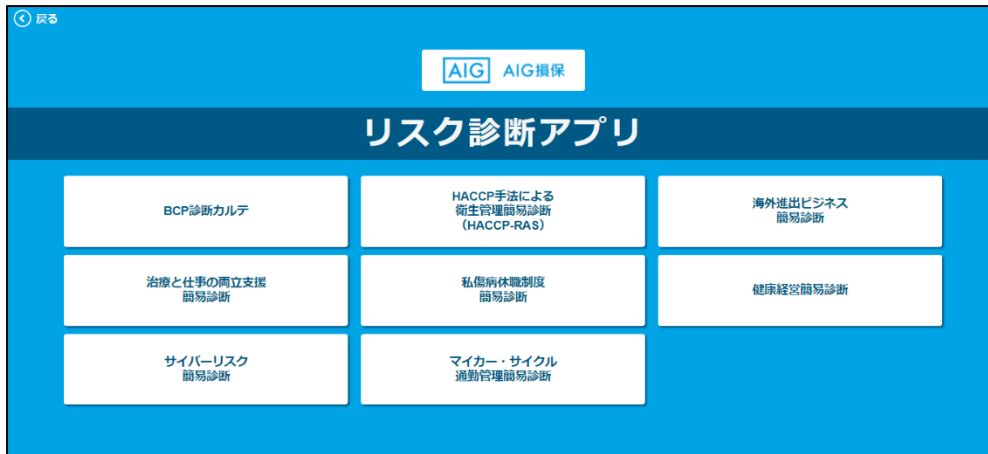 戻る
AIG AIG損保
リスク診断アプリ
BCP診断カルテ
HACCP手法による
衛生管理簡易診断
（HACCP-RAS）
海外進出ビジネス
簡易診断
治療と仕事の両立支援
簡易診断
私傷病休職制度
簡易診断
健康経営簡易診断
サイバーリスク
簡易診断
マイカー・サイクル
通勤管理簡易診断